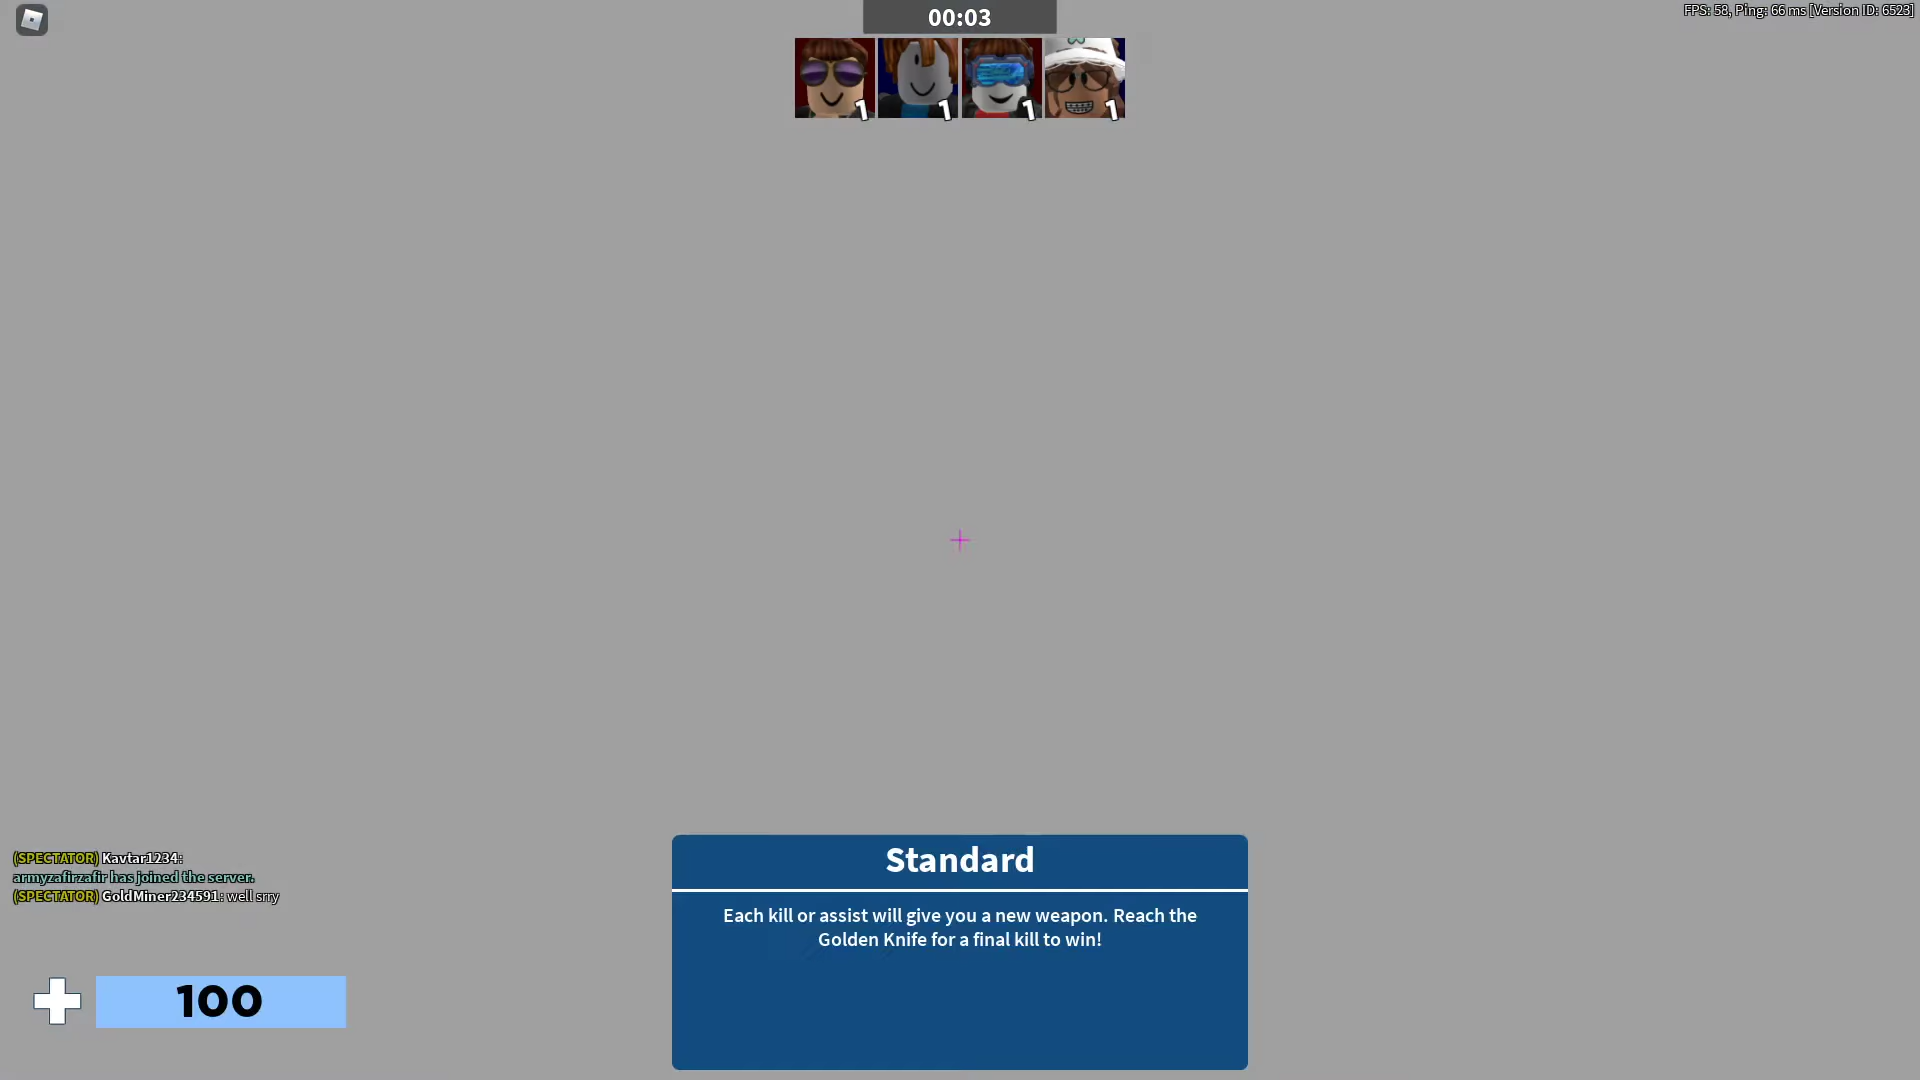 00:03
FPS: 58, Ping: 66 ms [Version ID: 6523]
1 1 1 1
(SPECTATOR) Kavtar1234:
armyzafirzafir has joined the server.
(SPECTATOR) GoldMiner234591: well srry
Standard
Each kill or assist will give you a new weapon. Reach the
Golden Knife for a final kill to win!
100